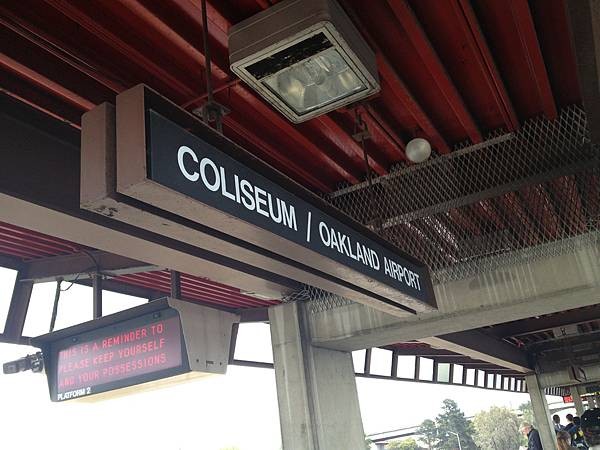 COLISEUM / OAKLAND AIRPORT
THIS IS A REMINDER TO
PLEASE KEEP YOURSELF
AND YOUR POSSESSIONS
PLATFORM 2